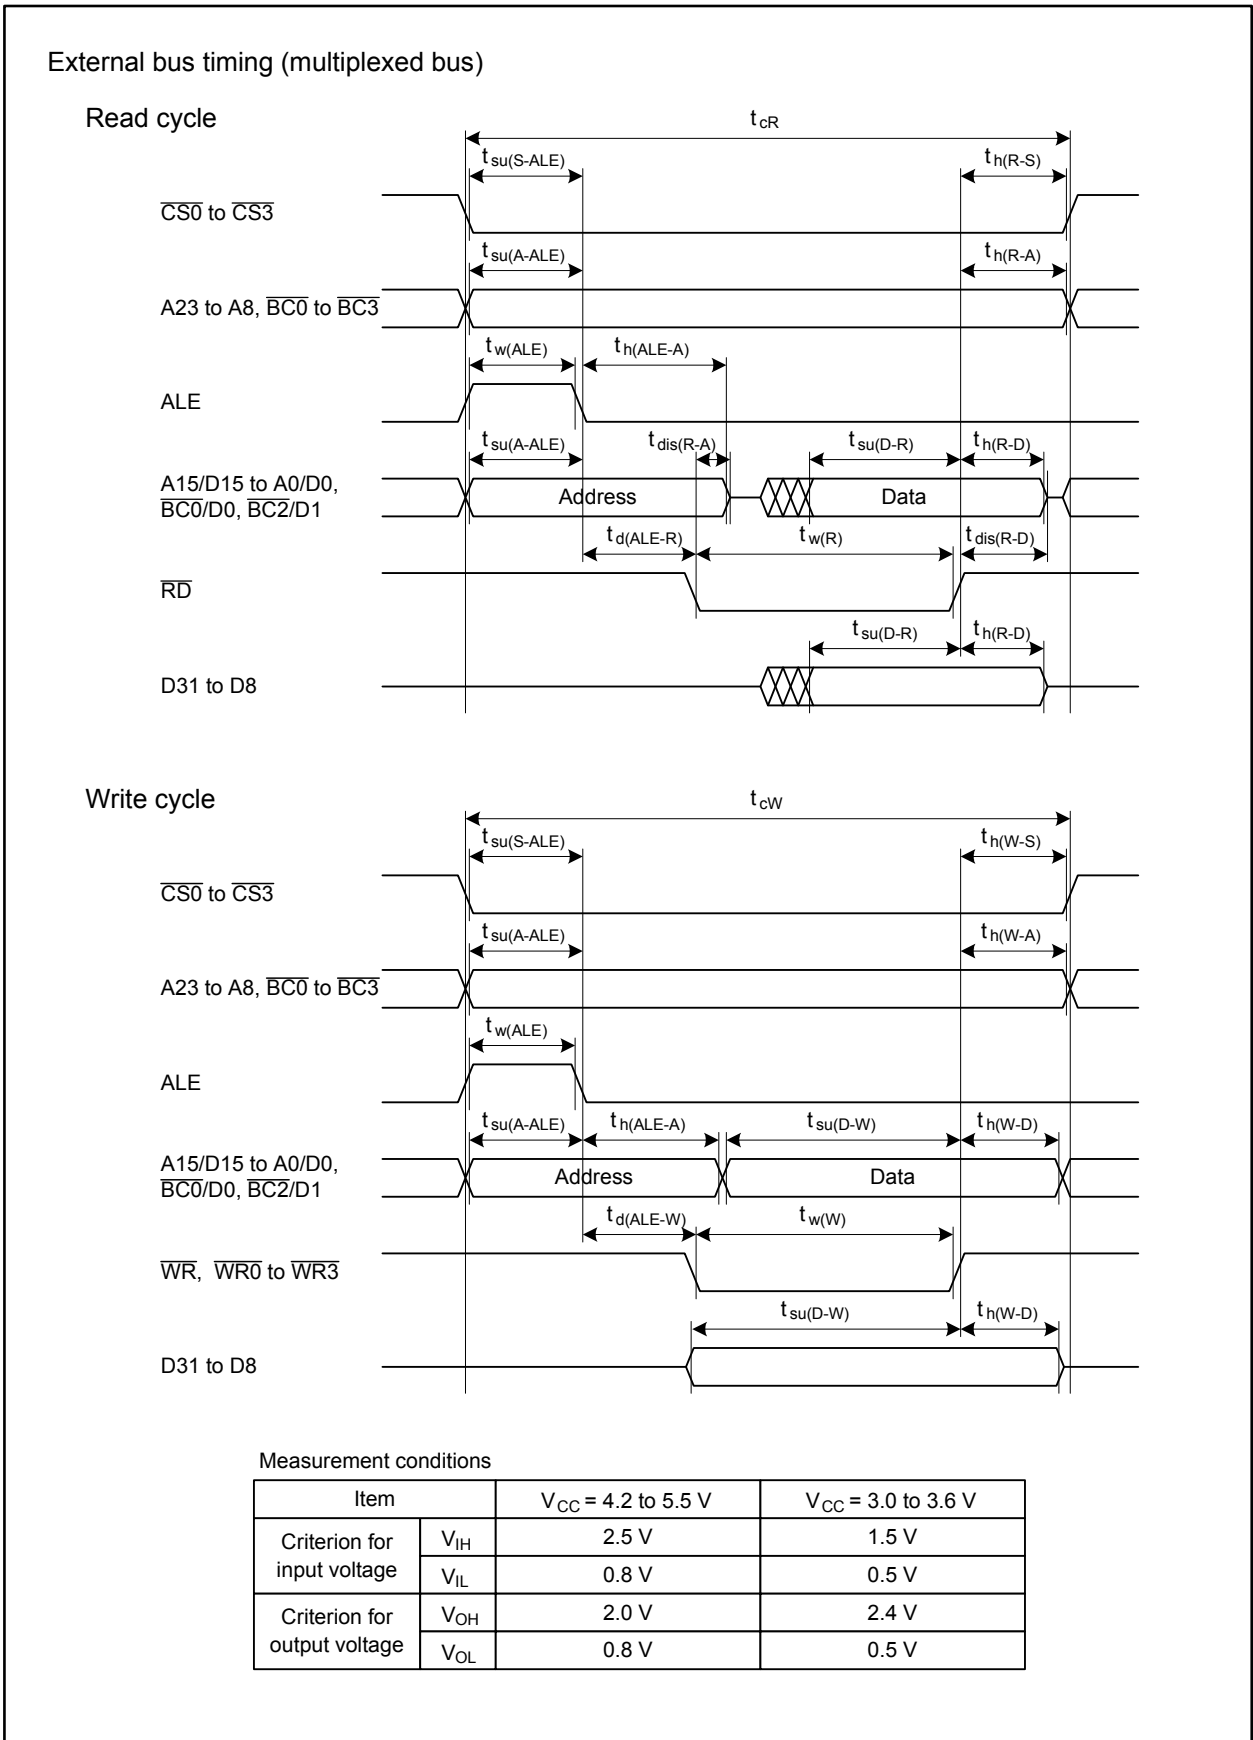 External bus timing (multiplexed bus)
Read cycle
tcR
tsu(S-ALE)
th(R-S)
CS0 to CS3
tsu(A-ALE)
th(R-A)
A23 to A8, BC0 to BC3
tw(ALE)
th(ALE-A)
ALE
tsu(A-ALE)
tdis(R-A)
tsu(D-R)
th(R-D)
A15/D15 to A0/D0,
BC0/D0, BC2/D1
Address
Data
td(ALE-R)
tw(R)
tdis(R-D)
RD
tsu(D-R)
th(R-D)
D31 to D8
Write cycle
tcW
tsu(S-ALE)
th(W-S)
CS0 to CS3
tsu(A-ALE)
th(W-A)
A23 to A8, BC0 to BC3
tw(ALE)
ALE
tsu(A-ALE)
th(ALE-A)
tsu(D-W)
th(W-D)
A15/D15 to A0/D0,
BC0/D0, BC2/D1
Address
Data
td(ALE-W)
tw(W)
WR, WR0 to WR3
tsu(D-W)
th(W-D)
D31 to D8
Measurement conditions
Item VCC = 4.2 to 5.5 V VCC = 3.0 to 3.6 V
Criterion for input voltage VIH 2.5 V 1.5 V
VIL 0.8 V 0.5 V
Criterion for output voltage VOH 2.0 V 2.4 V
VOL 0.8 V 0.5 V